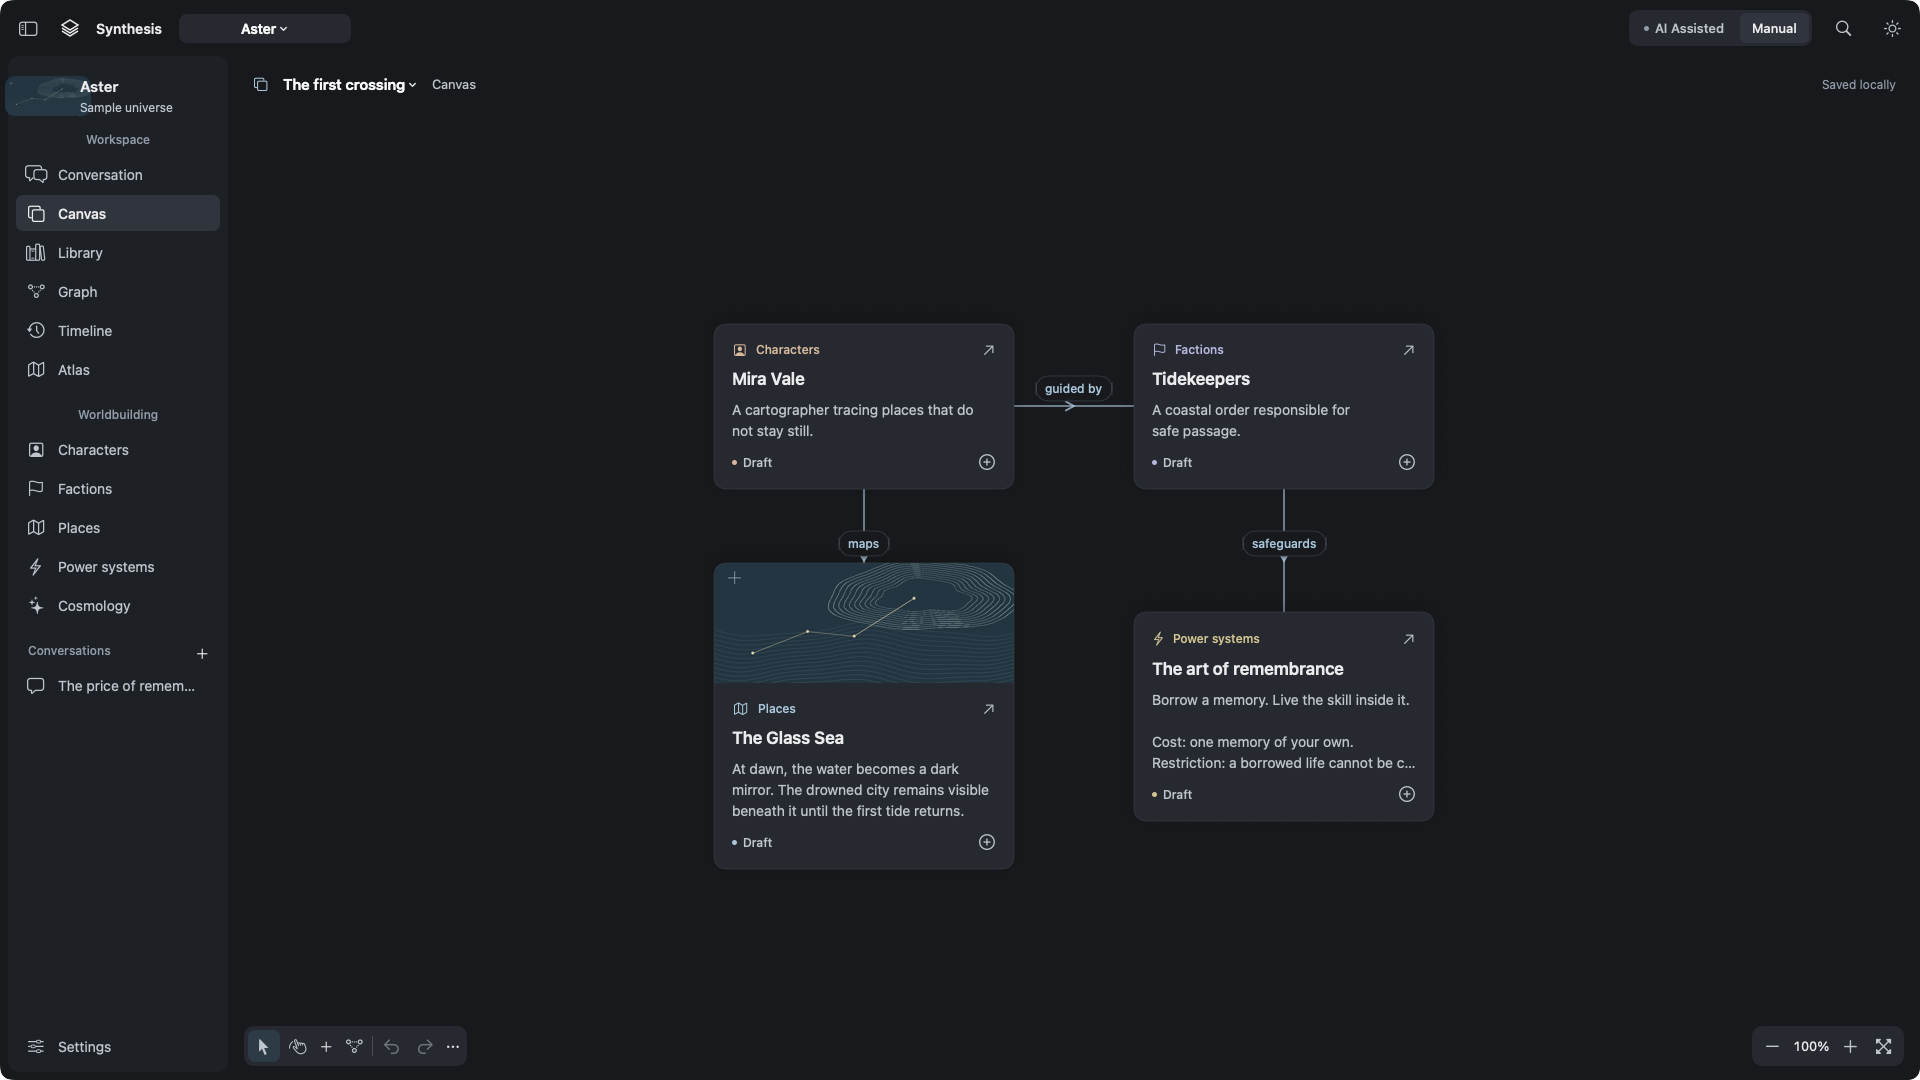 Synthesis
Aster
AI Assisted
Manual
Aster
Sample universe
Workspace
Conversation
Canvas
Library
Graph
Timeline
Atlas
Worldbuilding
Characters
Factions
Places
Power systems
Cosmology
Conversations
The price of remem...
Settings
The first crossing
Canvas
Saved locally
Characters
Mira Vale
A cartographer tracing places that do
not stay still.
Draft
guided by
Factions
Tidekeepers
A coastal order responsible for
safe passage.
Draft
maps
safeguards
Places
The Glass Sea
At dawn, the water becomes a dark
mirror. The drowned city remains visible
beneath it until the first tide returns.
Draft
Power systems
The art of remembrance
Borrow a memory. Live the skill inside it.
Cost: one memory of your own.
Restriction: a borrowed life cannot be c...
Draft
100%